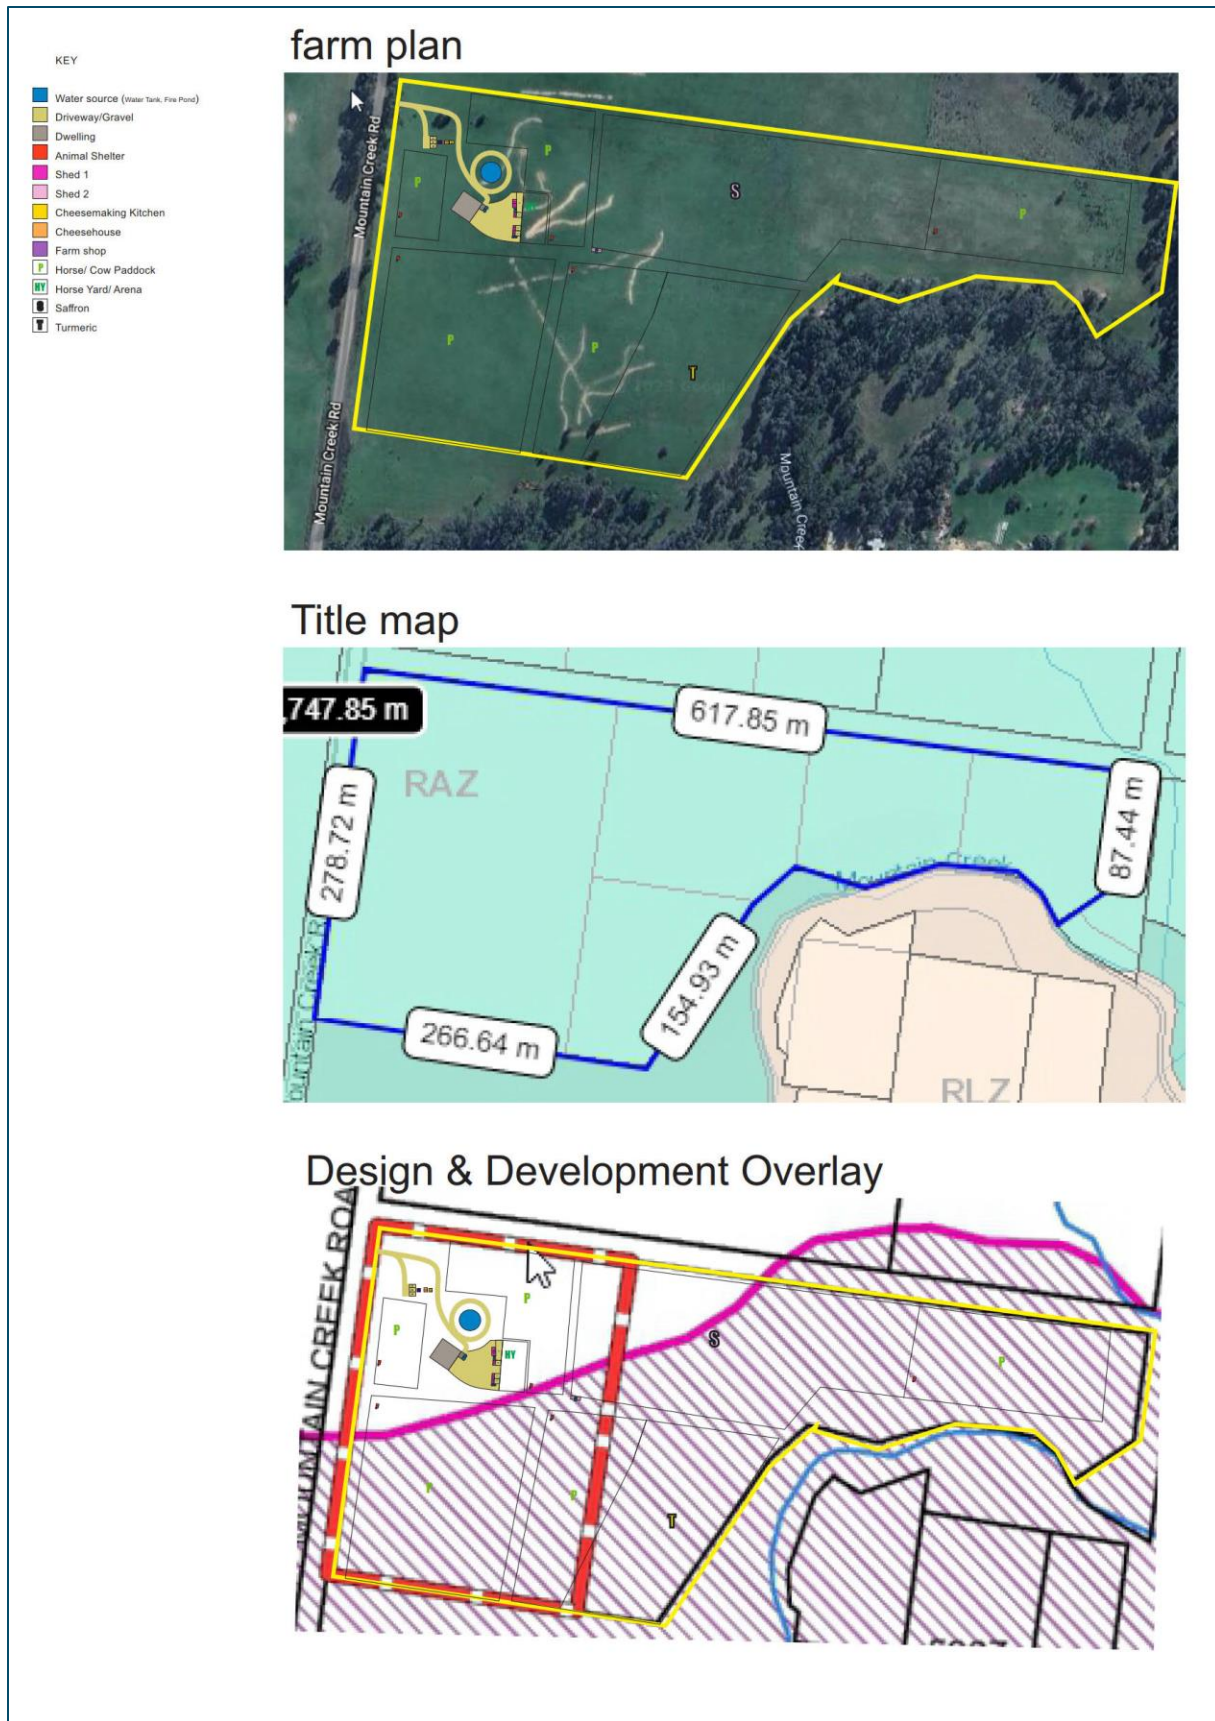 farm plan
KEY
Water source (Water Tank, Fire Pond)
Driveway/Gravel
Dwelling
Animal Shelter
Shed 1
Shed 2
Cheesemaking Kitchen
Cheesehouse
Farm shop
P Horse/ Cow Paddock
HY Horse Yard/ Arena
S Saffron
T Turmeric
Mountain Creek Rd
P
P
S
P
P
P
T
Mountain Creek Rd
Mountain Creek
Title map
,747.85 m
617.85 m
RAZ
278.72 m
87.44 m
Mountain Creek
154.93 m
ountain Creek R
266.64 m
RLZ
Design & Development Overlay
MOUNTAIN CREEK ROA
P
P
S
HY
P
P
P
T